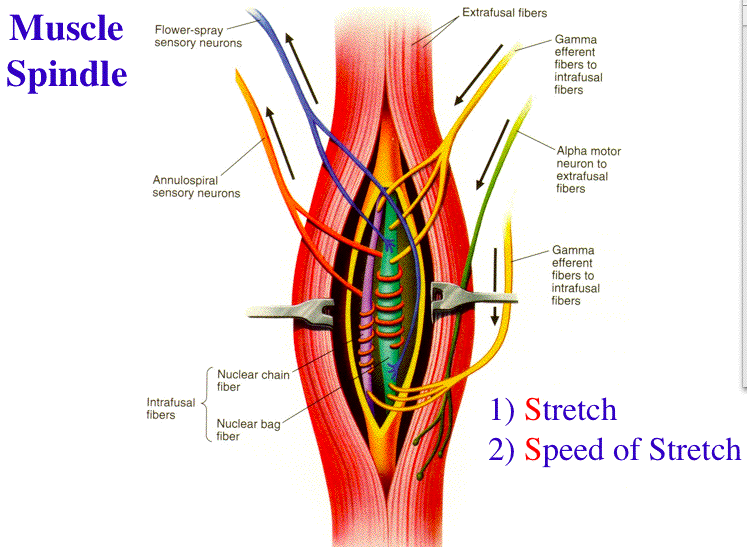 Muscle
Spindle
Flower-spray
sensory neurons
Extrafusal fibers
Gamma
efferent
fibers to
intrafusal
fibers
Alpha motor
neuron to
extrafusal
fibers
Annulospiral
sensory neurons
Gamma
efferent
fibers to
intrafusal
fibers
Intrafusal
fibers
Nuclear chain
fiber
Nuclear bag
fiber
1) Stretch
2) Speed of Stretch